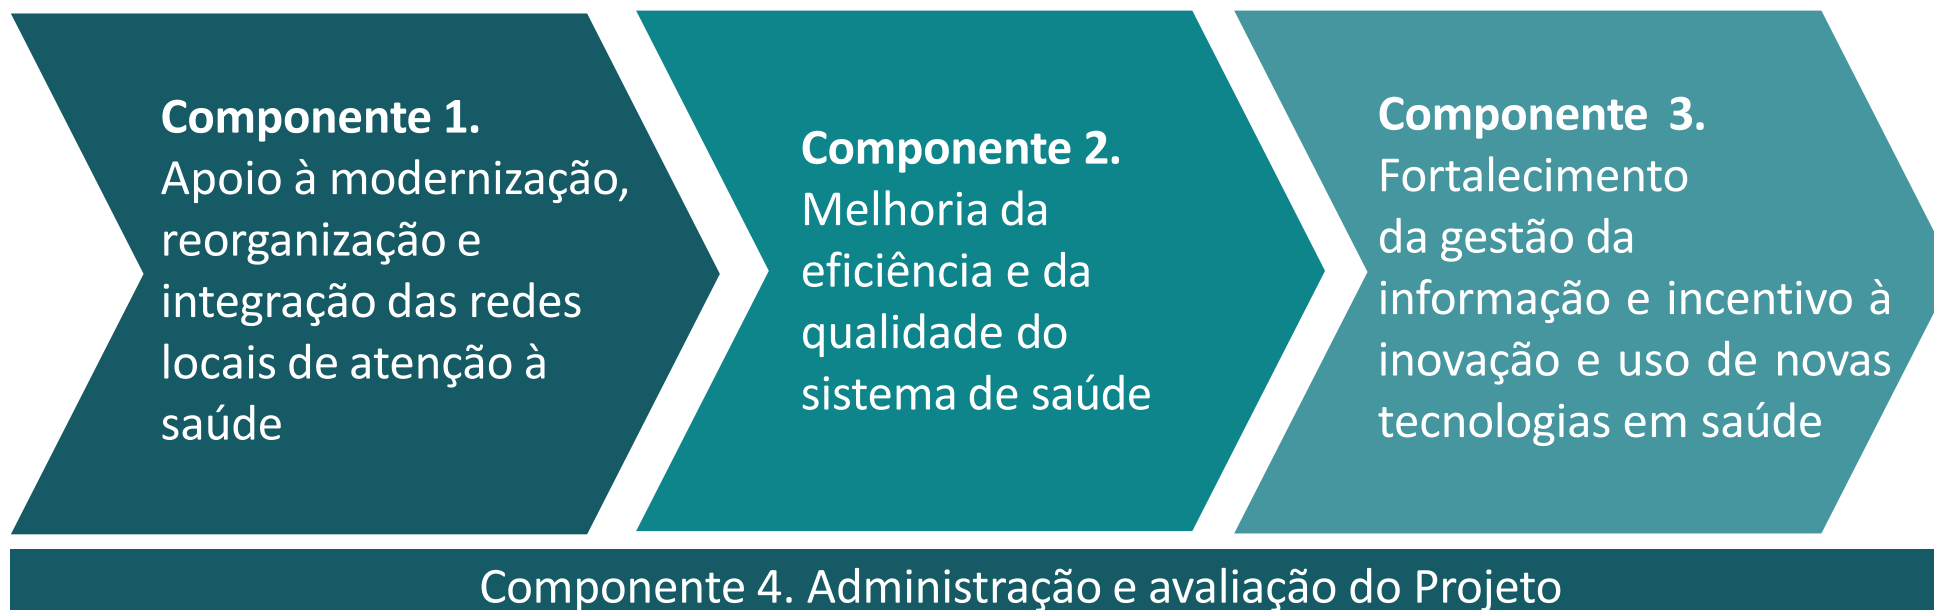 Componente 1.
Apoio à modernização,
reorganização e
integração das redes
locais de atenção à
saúde
Componente 2.
Melhoria da
eficiência e da
qualidade do
sistema de saúde
Componente 3.
Fortalecimento
da gestão da
informação e incentivo à
inovação e uso de novas
tecnologias em saúde
Componente 4. Administração e avaliação do Projeto